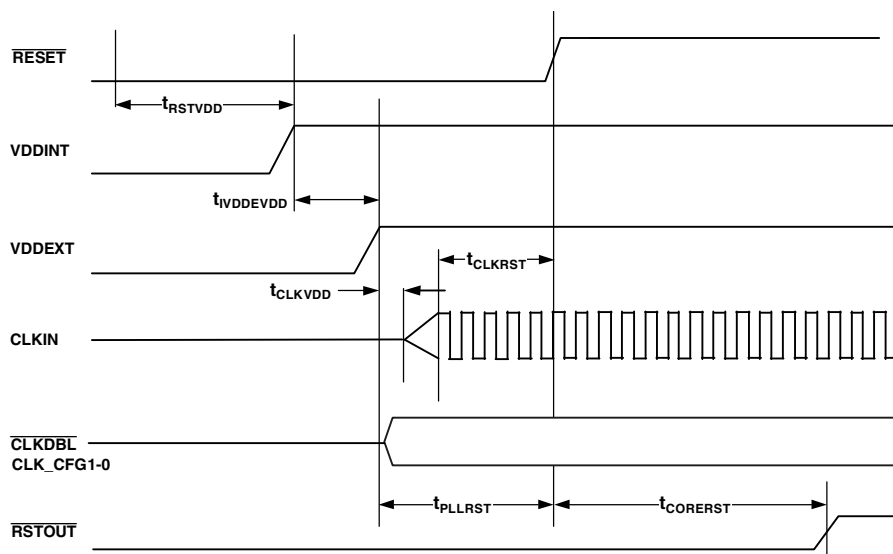 RESET
tRSTVDD
VDDINT
tIVDDEVDD
VDDEXT
tCLKRST
tCLKVDD
CLKIN
CLKDBL
CLK_CFG1-0
tPLLRST
tCORERST
RSTOUT